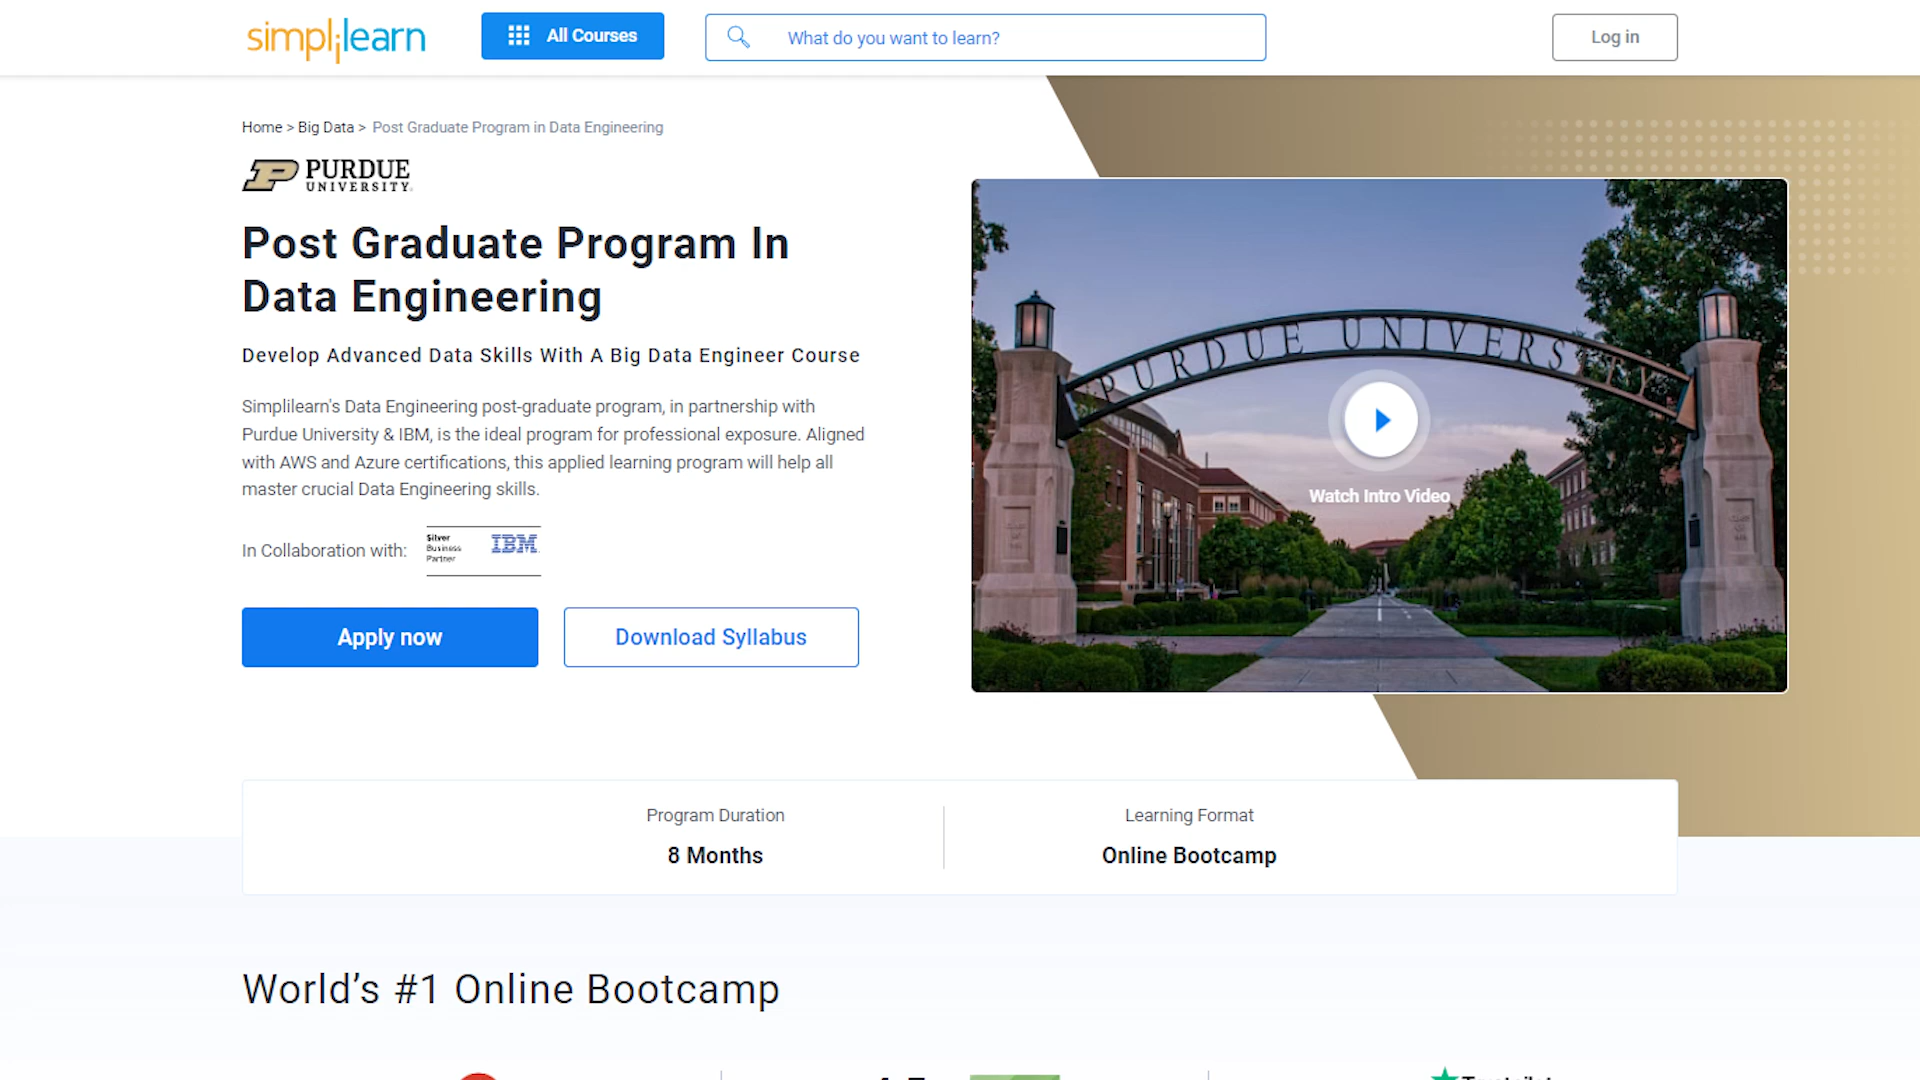 simplilearn
All Courses
What do you want to learn?
Log in
Home > Big Data > Post Graduate Program in Data Engineering
PURDUE
UNIVERSITY
Post Graduate Program In
Data Engineering
Develop Advanced Data Skills With A Big Data Engineer Course
Simplilearn's Data Engineering post-graduate program, in partnership with
Purdue University & IBM, is the ideal program for professional exposure. Aligned
with AWS and Azure certifications, this applied learning program will help all
master crucial Data Engineering skills.
In Collaboration with:
Silver
Business
Partner
IBM
Apply now
Download Syllabus
PURDUE UNIVERSITY
Watch Intro Video
Program Duration
8 Months
Learning Format
Online Bootcamp
World's #1 Online Bootcamp